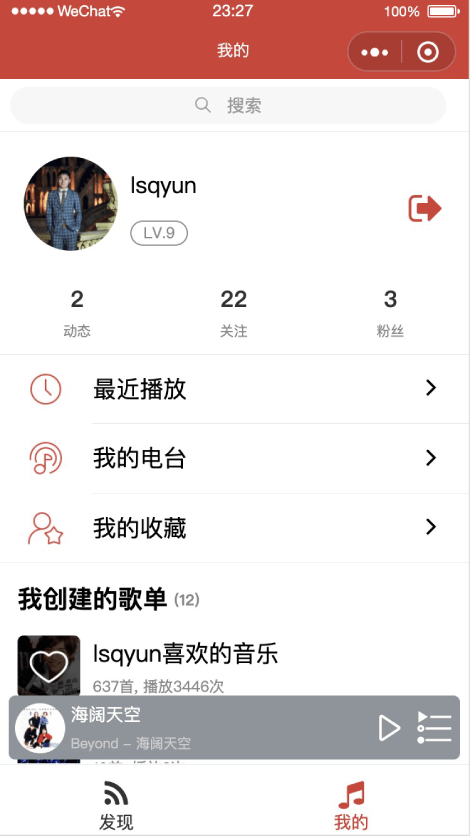 WeChat 23:27 100%
我的
搜索
lsqyun
LV.9
2 22 3
动态 关注 粉丝
最近播放
我的电台
我的收藏
我创建的歌单 (12)
lsqyun喜欢的音乐
637首, 播放3446次
海阔天空
Beyond - 海阔天空
发现 我的